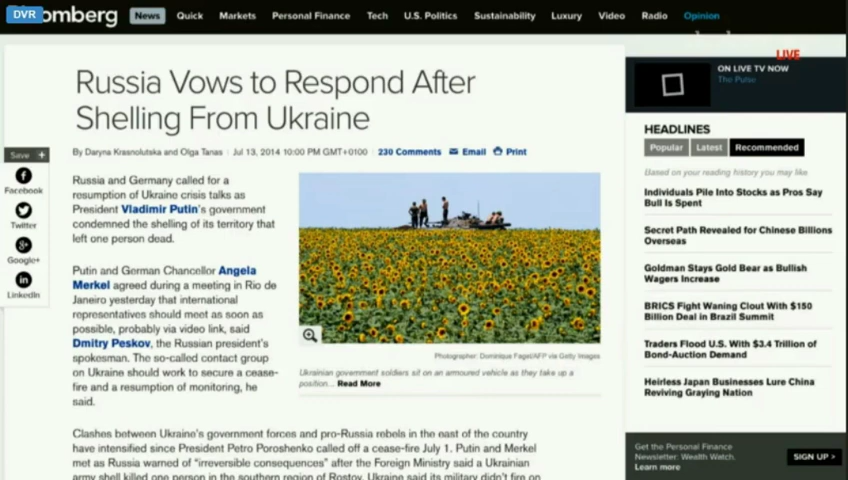 DVR
omberg
News Quick Markets Personal Finance Tech U.S. Politics Sustainability Luxury Video Radio Opinion
LIVE
ON LIVE TV NOW
The Pulse
Russia Vows to Respond After
Shelling From Ukraine
By Daryna Krasnolutska and Olga Tanas Jul 13, 2014 10:00 PM GMT+0100 230 Comments Email Print
Save +
Facebook
Twitter
Google+
LinkedIn
Russia and Germany called for a
resumption of Ukraine crisis talks as
President Vladimir Putin's government
condemned the shelling of its territory that
left one person dead.
Putin and German Chancellor Angela
Merkel agreed during a meeting in Rio de
Janeiro yesterday that international
representatives should meet as soon as
possible, probably via video link, said
Dmitry Peskov, the Russian president's
spokesman. The so-called contact group
on Ukraine should work to secure a cease-
fire and a resumption of monitoring, he
said.
Photographer: Dominique Faget/AFP via Getty Images
Ukrainian government soldiers sit on an armoured vehicle as they take up a
position... Read More
Clashes between Ukraine's government forces and pro-Russia rebels in the east of the country
have intensified since President Petro Poroshenko called off a cease-fire July 1. Putin and Merkel
met as Russia warned of "irreversible consequences" after the Foreign Ministry said a Ukrainian
army shell killed one person in the southern region of Rostov. Ukraine said its military didn't fire on
HEADLINES
Popular Latest Recommended
Based on your reading history you may like
Individuals Pile Into Stocks as Pros Say
Bull Is Spent
Secret Path Revealed for Chinese Billions
Overseas
Goldman Stays Gold Bear as Bullish
Wagers Increase
BRICS Fight Waning Clout With $150
Billion Deal in Brazil Summit
Traders Flood U.S. With $3.4 Trillion of
Bond-Auction Demand
Heirless Japan Businesses Lure China
Reviving Graying Nation
Get the Personal Finance
Newsletter: Wealth Watch.
Learn more
SIGN UP >